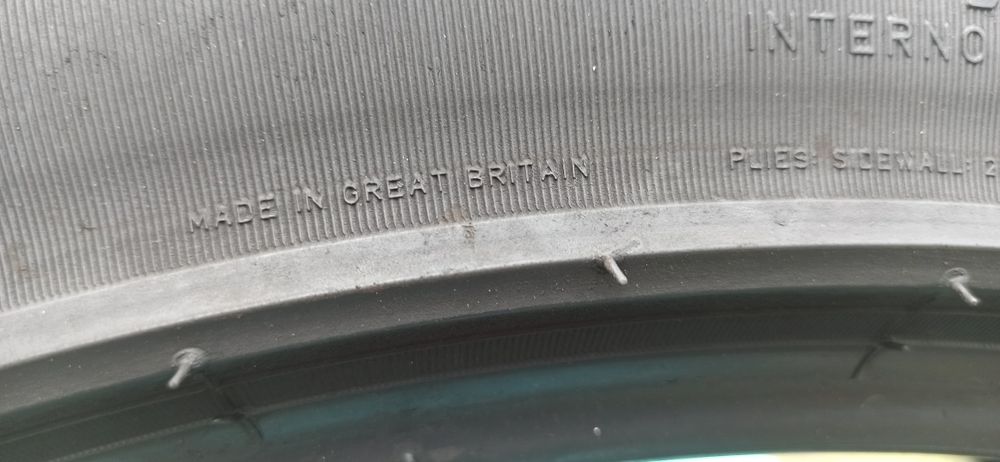 INTERNO
MADE IN GREAT BRITAIN
PLIES: SIDEWALL: 2